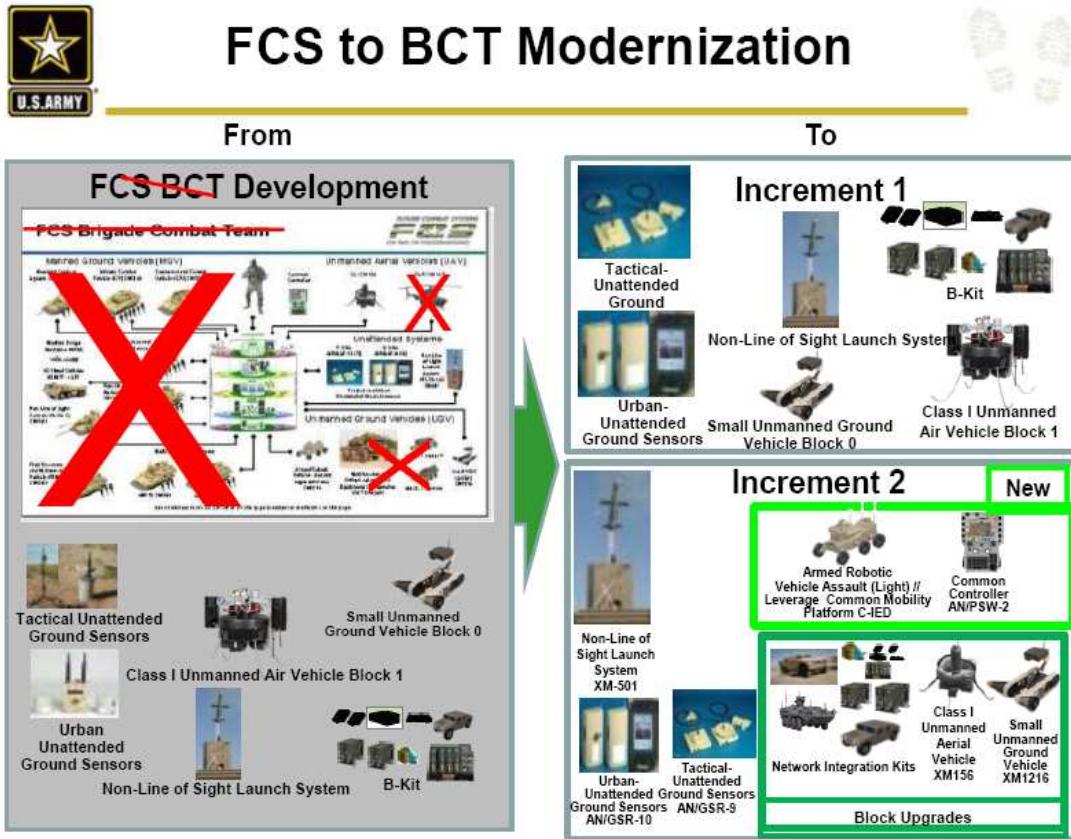 FCS to BCT Modernization
U.S.ARMY
From
To
FCS BCT Development
FCS Brigade Combat Team
FCS
Manned Ground Vehicles (MGV)
Unmanned Aerial Vehicles (UAV)
Unattended Systems
Unmanned Ground Vehicles (UGV)
Tactical Unattended
Ground Sensors
Small Unmanned
Ground Vehicle Block 0
Class I Unmanned Air Vehicle Block 1
Urban
Unattended
Ground Sensors
Non-Line of Sight Launch System
B-Kit
Increment 1
Tactical-
Unattended
Ground
B-Kit
Non-Line of Sight Launch System
Urban-
Unattended
Ground Sensors
Small Unmanned Ground
Vehicle Block 0
Class I Unmanned
Air Vehicle Block 1
Increment 2
New
Armed Robotic
Vehicle Assault (Light) //
Leverage Common Mobility
Platform C-IED
Common
Controller
AN/PSW-2
Non-Line of
Sight Launch
System
XM-501
Urban-
Unattended
Ground Sensors
AN/GSR-10
Tactical-
Unattended
Ground Sensors
AN/GSR-9
Network Integration Kits
Class I
Unmanned
Aerial
Vehicle
XM156
Small
Unmanned
Ground
Vehicle
XM1216
Block Upgrades